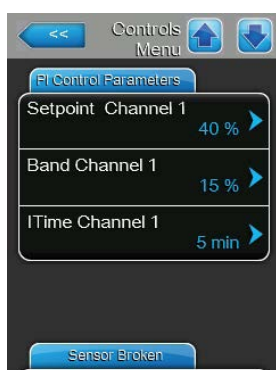 <<
Controls
Menu
PI Control Parameters
Setpoint Channel 1
40 %
Band Channel 1
15 %
ITime Channel 1
5 min
Sensor Broken